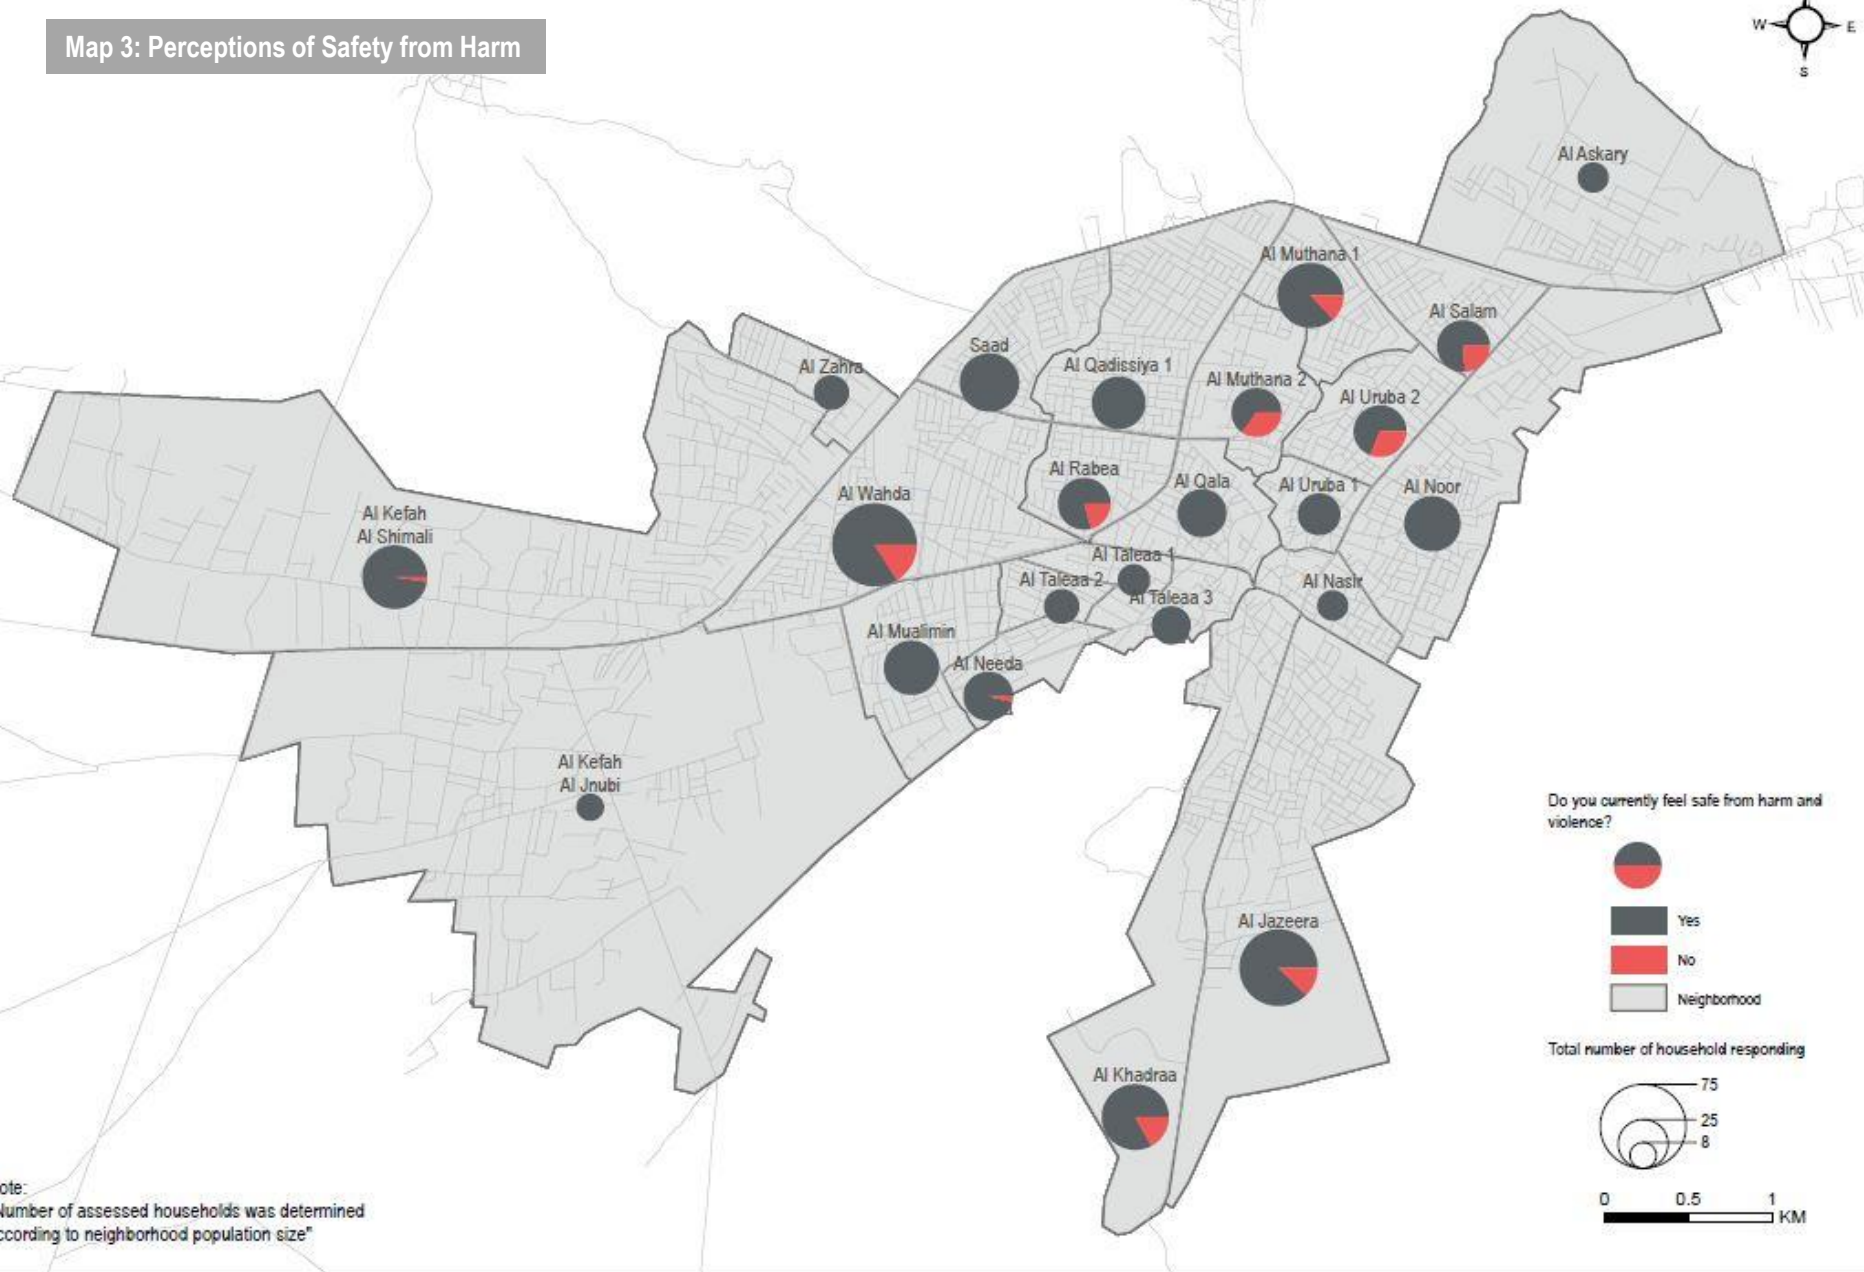 Map 3: Perceptions of Safety from Harm
W
E
S
Al Askary
Al Muthana 1
Al Salam
Saad
Al Qadissiya 1
Al Zahra
Al Muthana 2
Al Uruba 2
Al Rabea
Al Qala
Al Uruba 1
Al Noor
Al Wahda
Al Kefah
Al Shimali
Al Taleaa 1
Al Taleaa 2
Al Taleaa 3
Al Nasir
Al Mualimin
Al Needa
Al Kefah
Al Jnubi
Al Jazeera
Al Khadraa
Do you currently feel safe from harm and
violence?
Yes
No
Neighborhood
Total number of household responding
75
25
8
0 0.5 1
KM
ote:
Number of assessed households was determined
ccording to neighborhood population size"